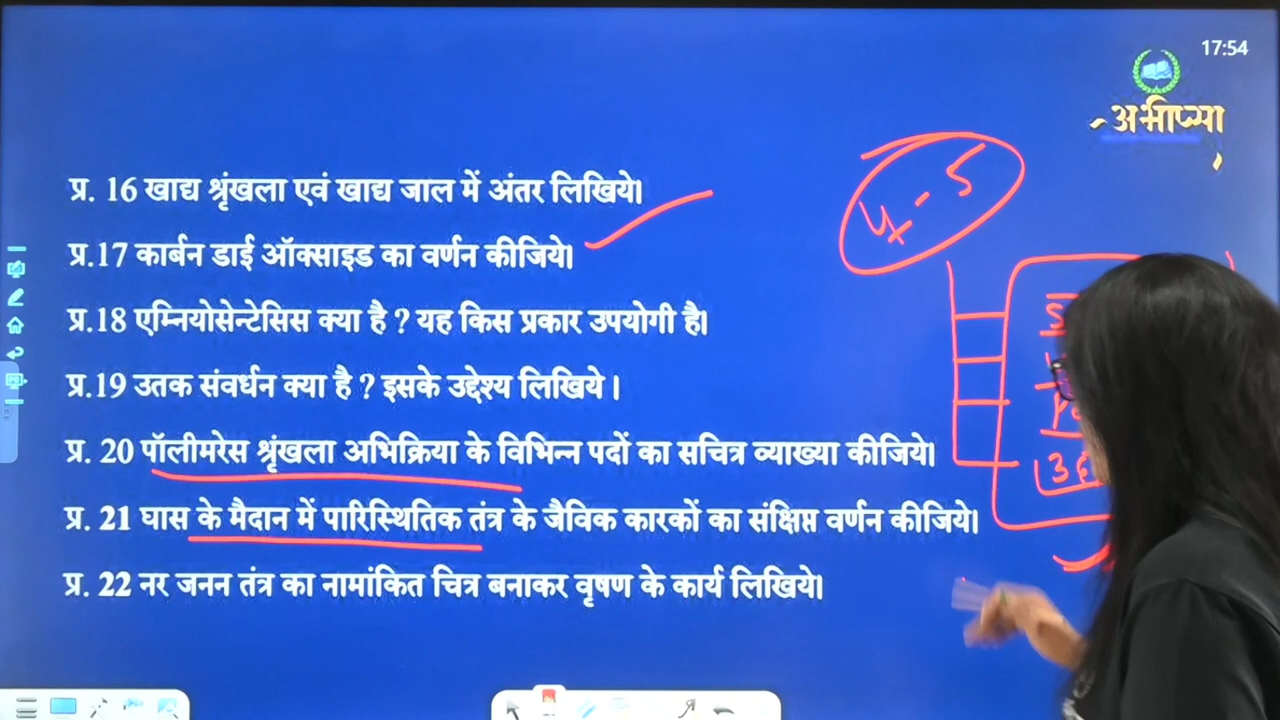 17:54
अभीप्सा
प्र. 16 खाद्य श्रृंखला एवं खाद्य जाल में अंतर लिखिये।
प्र.17 कार्बन डाई ऑक्साइड का वर्णन कीजिये।
प्र.18 एम्नियोसेन्टेसिस क्या है ? यह किस प्रकार उपयोगी है।
प्र.19 उतक संवर्धन क्या है ? इसके उद्देश्य लिखिये ।
प्र. 20 पॉलीमरेस श्रृंखला अभिक्रिया के विभिन्न पदों का सचित्र व्याख्या कीजिये।
प्र. 21 घास के मैदान में पारिस्थितिक तंत्र के जैविक कारकों का संक्षिप्त वर्णन कीजिये।
प्र. 22 नर जनन तंत्र का नामांकित चित्र बनाकर वृषण के कार्य लिखिये।
4 - 5